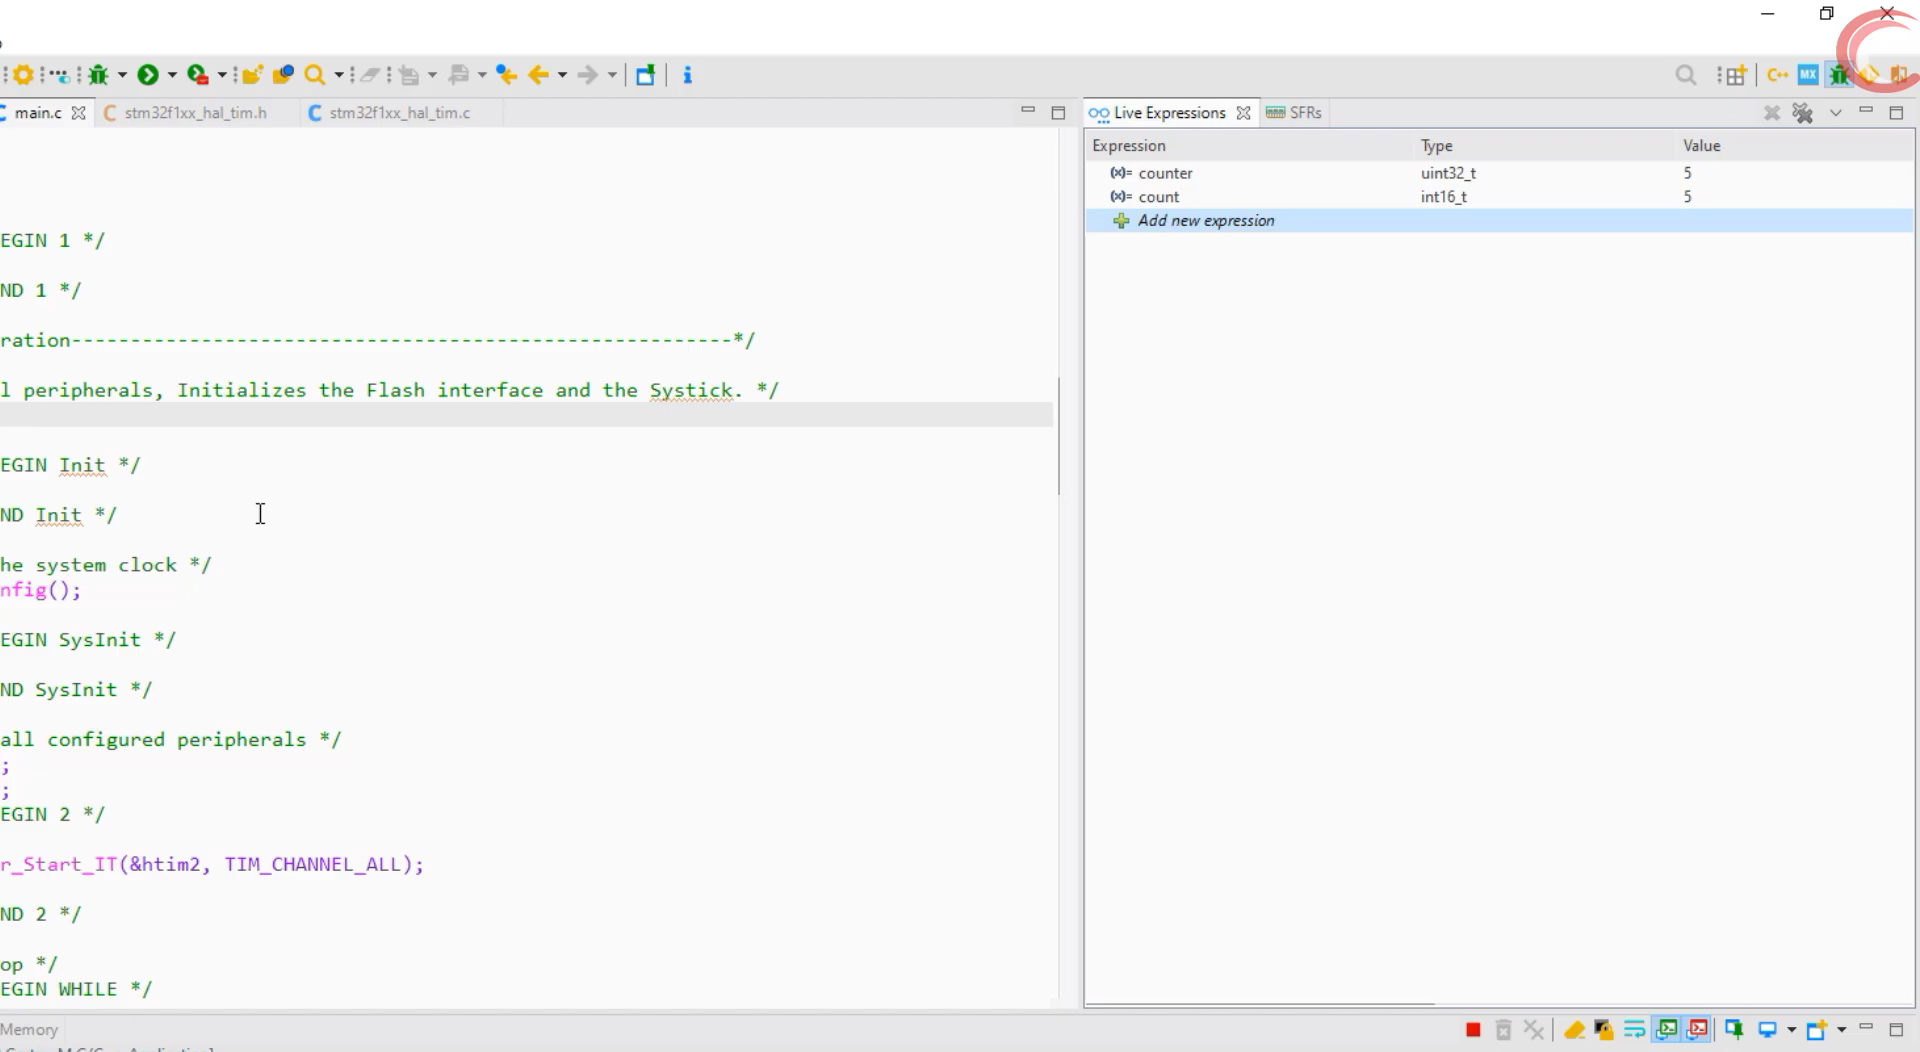 main.c
stm32f1xx_hal_tim.h
stm32f1xx_hal_tim.c
EGIN 1 */
ND 1 */
ration--------------------------------------------------------*/
l peripherals, Initializes the Flash interface and the Systick. */
EGIN Init */
ND Init */
he system clock */
nfig();
EGIN SysInit */
ND SysInit */
all configured peripherals */
;
;
EGIN 2 */
r_Start_IT(&htim2, TIM_CHANNEL_ALL);
ND 2 */
op */
EGIN WHILE */
Live Expressions
SFRs
Expression Type Value
(x)= counter uint32_t 5
(x)= count int16_t 5
Add new expression
Memory